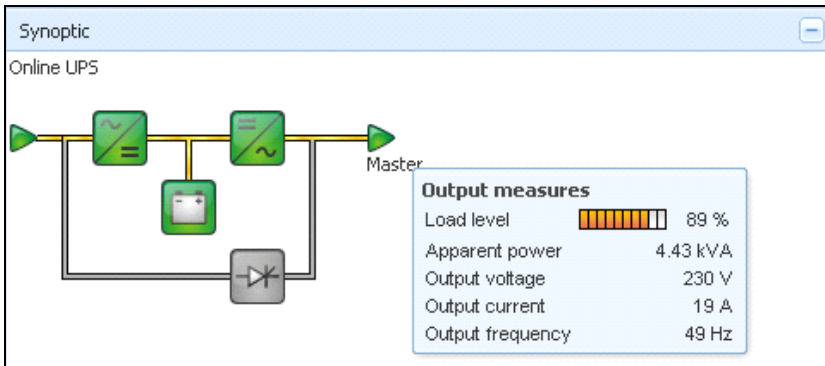 Synoptic
Online UPS
Master
Output measures
Load level 89 %
Apparent power 4.43 kVA
Output voltage 230 V
Output current 19 A
Output frequency 49 Hz